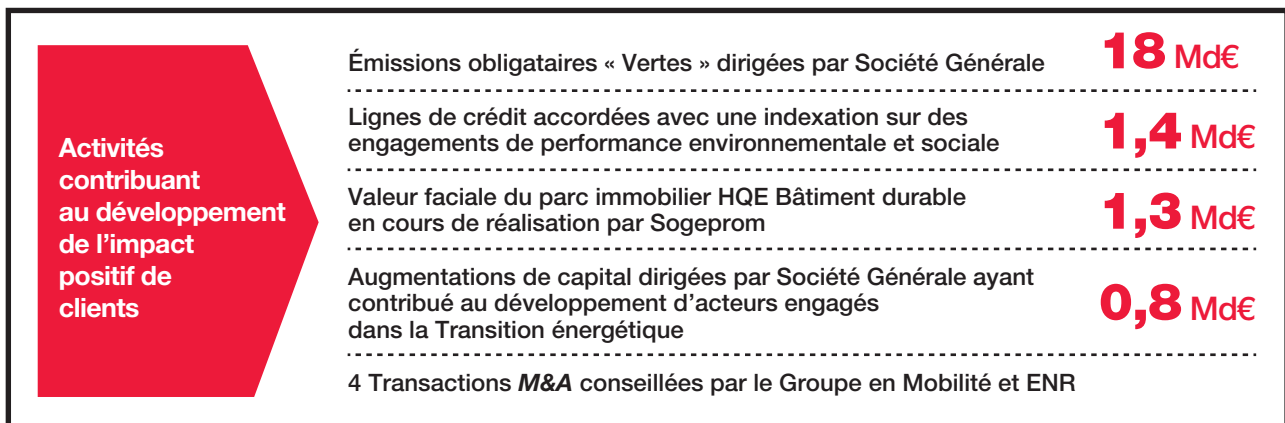 Activités
contribuant
au développement
de l’impact
positif de
clients
Émissions obligataires « Vertes » dirigées par Société Générale 18 Md€
Lignes de crédit accordées avec une indexation sur des
engagements de performance environnementale et sociale 1,4 Md€
Valeur faciale du parc immobilier HQE Bâtiment durable
en cours de réalisation par Sogeprom 1,3 Md€
Augmentations de capital dirigées par Société Générale ayant
contribué au développement d’acteurs engagés
dans la Transition énergétique 0,8 Md€
4 Transactions M&A conseillées par le Groupe en Mobilité et ENR